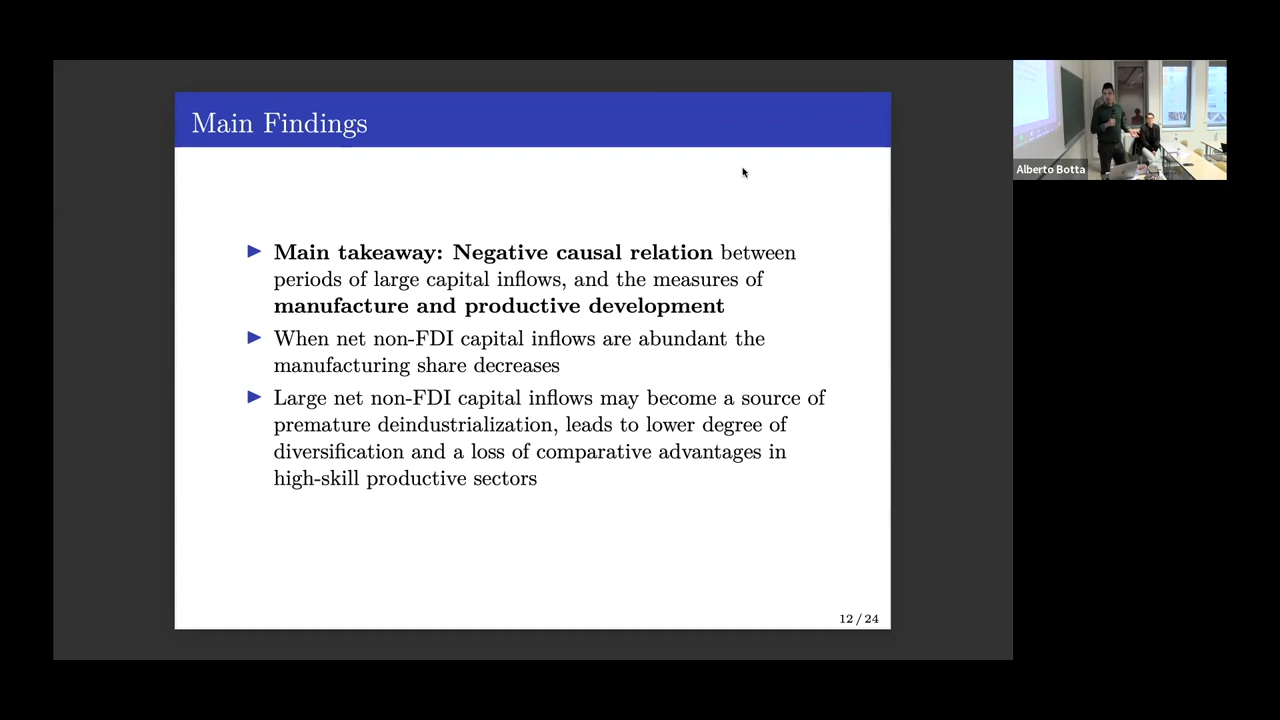 Main Findings
Main takeaway: Negative causal relation between
periods of large capital inflows, and the measures of
manufacture and productive development
When net non-FDI capital inflows are abundant the
manufacturing share decreases
Large net non-FDI capital inflows may become a source of
premature deindustrialization, leads to lower degree of
diversification and a loss of comparative advantages in
high-skill productive sectors
12 / 24
Alberto Botta